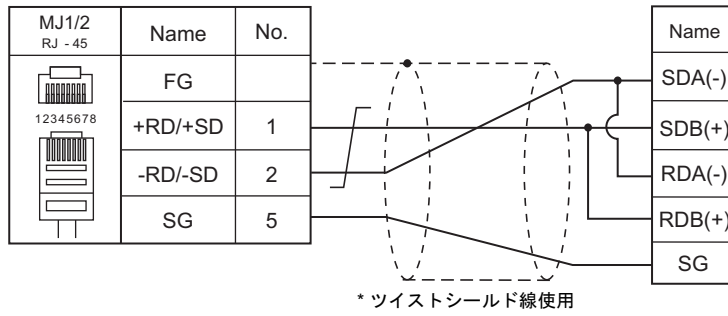 MJ1/2
RJ - 45
Name
No.
12345678
FG
+RD/+SD
1
-RD/-SD
2
SG
5
Name
SDA(-)
SDB(+)
RDA(-)
RDB(+)
SG
* ツイストシールド線使用